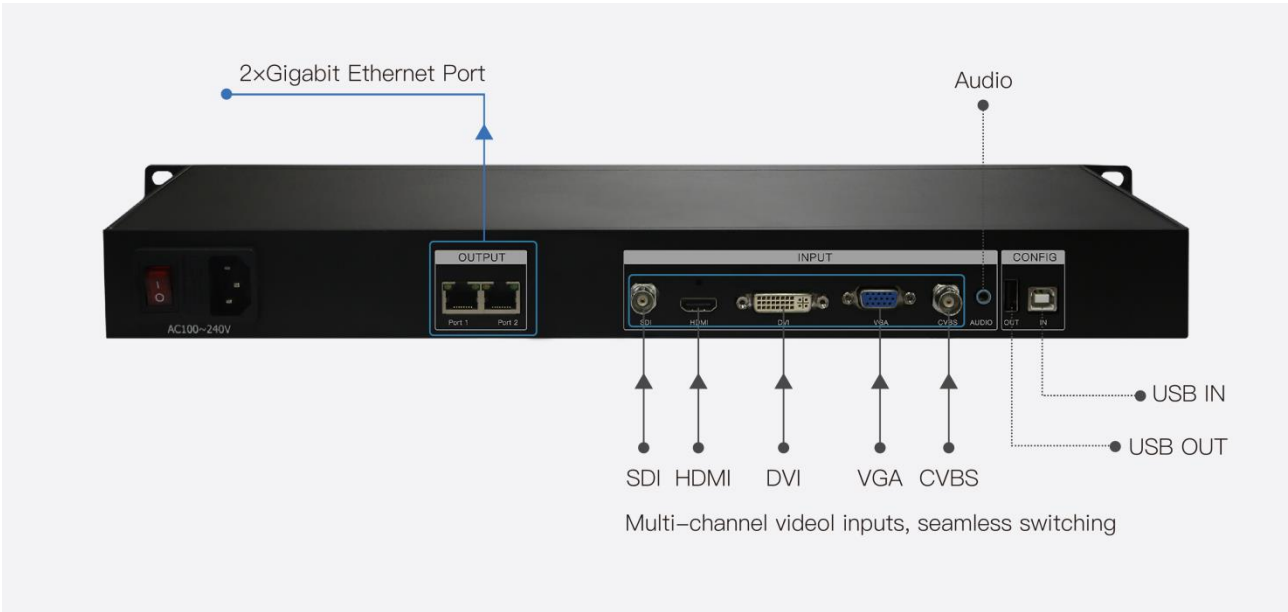 2×Gigabit Ethernet Port
Audio
OUTPUT
INPUT
CONFIG
I
O
AC100~240V
Port 1
Port 2
SDI
HDMI
DVI
VGA
CVBS
AUDIO
OUT
IN
USB IN
USB OUT
SDI
HDMI
DVI
VGA
CVBS
Multi-channel videol inputs, seamless switching